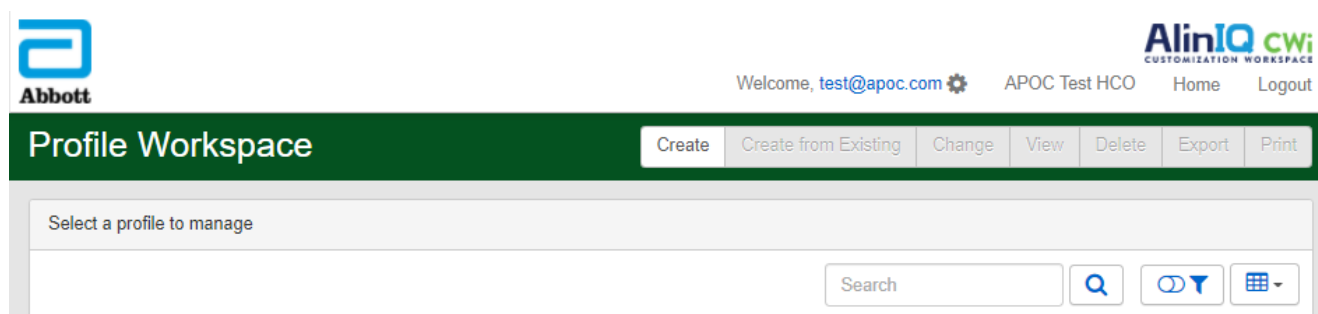 Abbott
AlinIQ CWi
CUSTOMIZATION WORKSPACE
Welcome, test@apoc.com APOC Test HCO Home Logout
Profile Workspace
Create Create from Existing Change View Delete Export Print
Select a profile to manage
Search